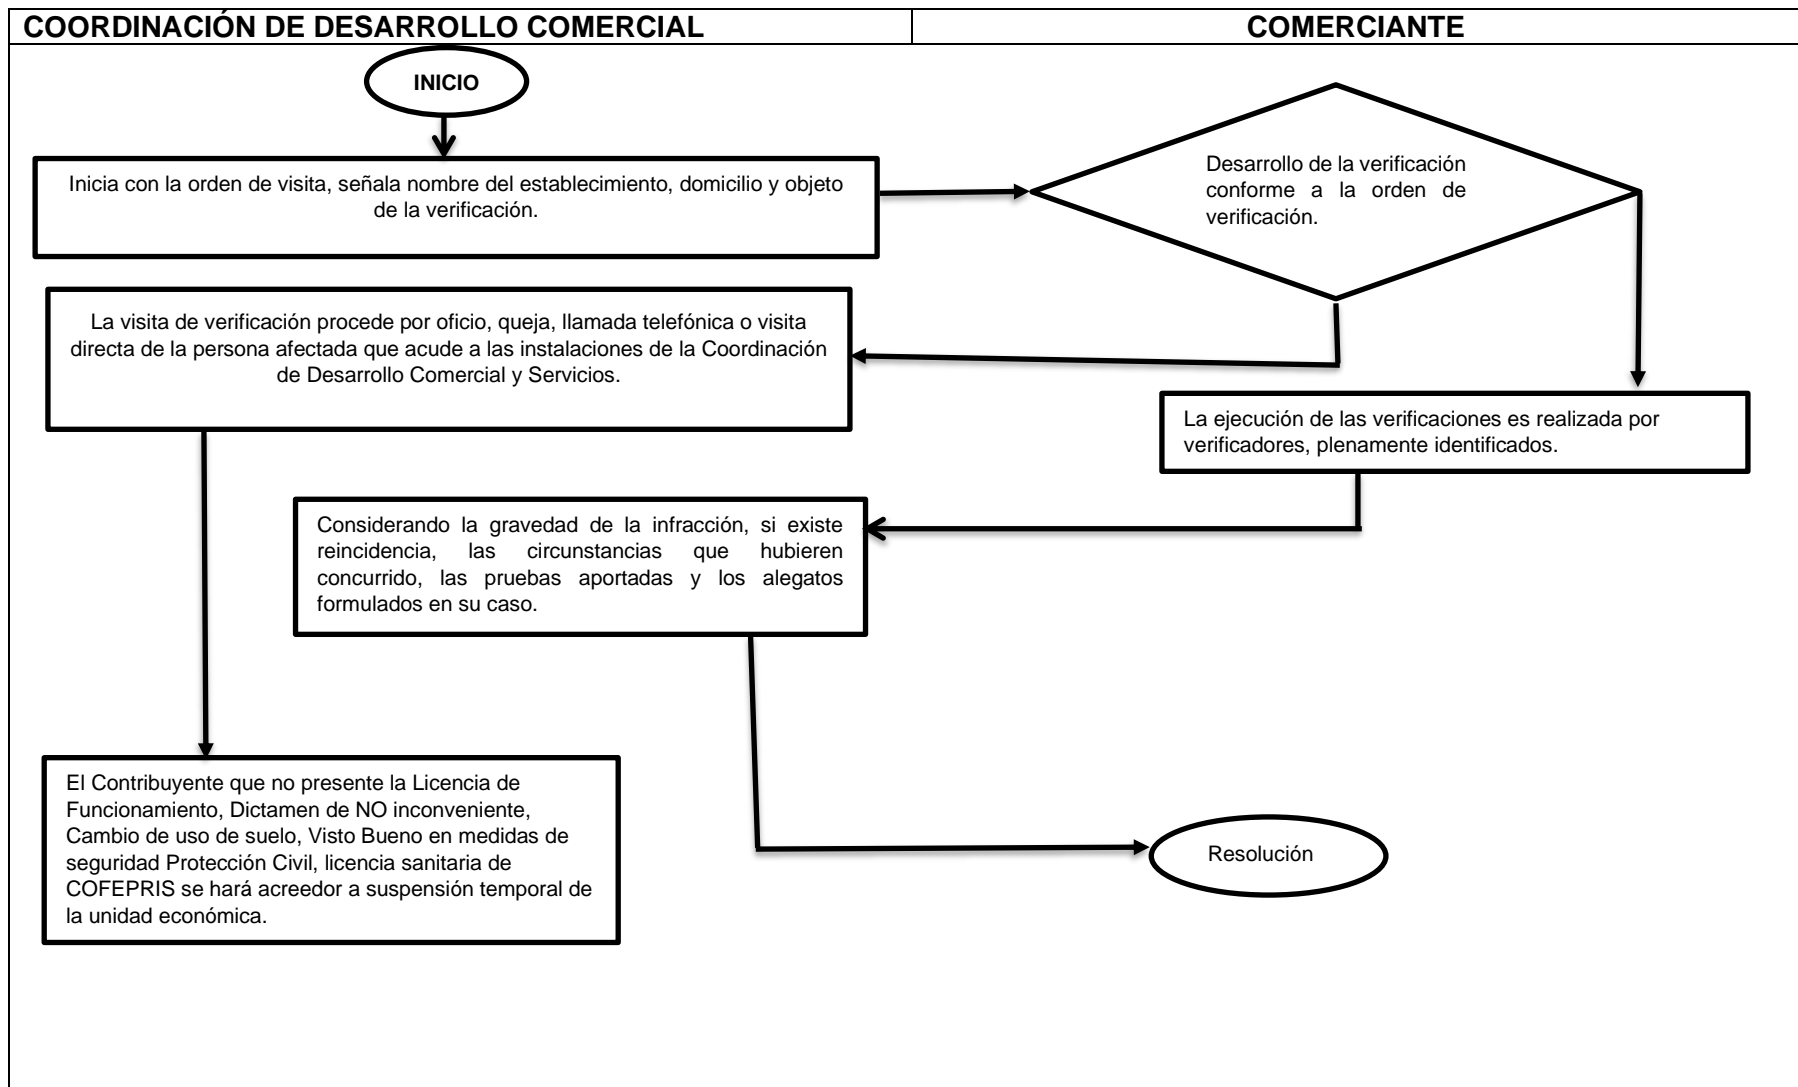 COORDINACIÓN DE DESARROLLO COMERCIAL
COMERCIANTE
INICIO
Inicia con la orden de visita, señala nombre del establecimiento, domicilio y objeto
de la verificación.
Desarrollo de la verificación
conforme a la orden de
verificación.
La visita de verificación procede por oficio, queja, llamada telefónica o visita
directa de la persona afectada que acude a las instalaciones de la Coordinación
de Desarrollo Comercial y Servicios.
La ejecución de las verificaciones es realizada por
verificadores, plenamente identificados.
Considerando la gravedad de la infracción, si existe
reincidencia, las circunstancias que hubieren
concurrido, las pruebas aportadas y los alegatos
formulados en su caso.
El Contribuyente que no presente la Licencia de
Funcionamiento, Dictamen de NO inconveniente,
Cambio de uso de suelo, Visto Bueno en medidas de
seguridad Protección Civil, licencia sanitaria de
COFEPRIS se hará acreedor a suspensión temporal de
la unidad económica.
Resolución